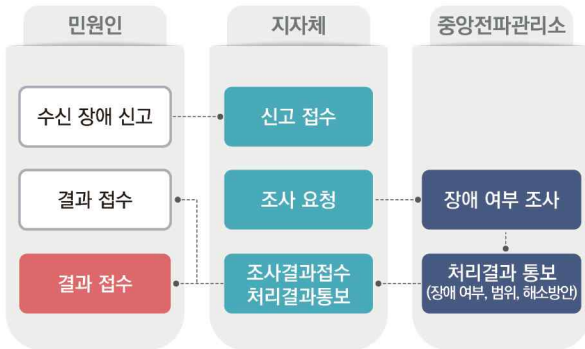 민원인
지자체
중앙전파관리소
수신 장애 신고
신고 접수
결과 접수
조사 요청
장애 여부 조사
결과 접수
조사결과접수
처리결과통보
처리결과 통보
(장애 여부, 범위, 해소방안)